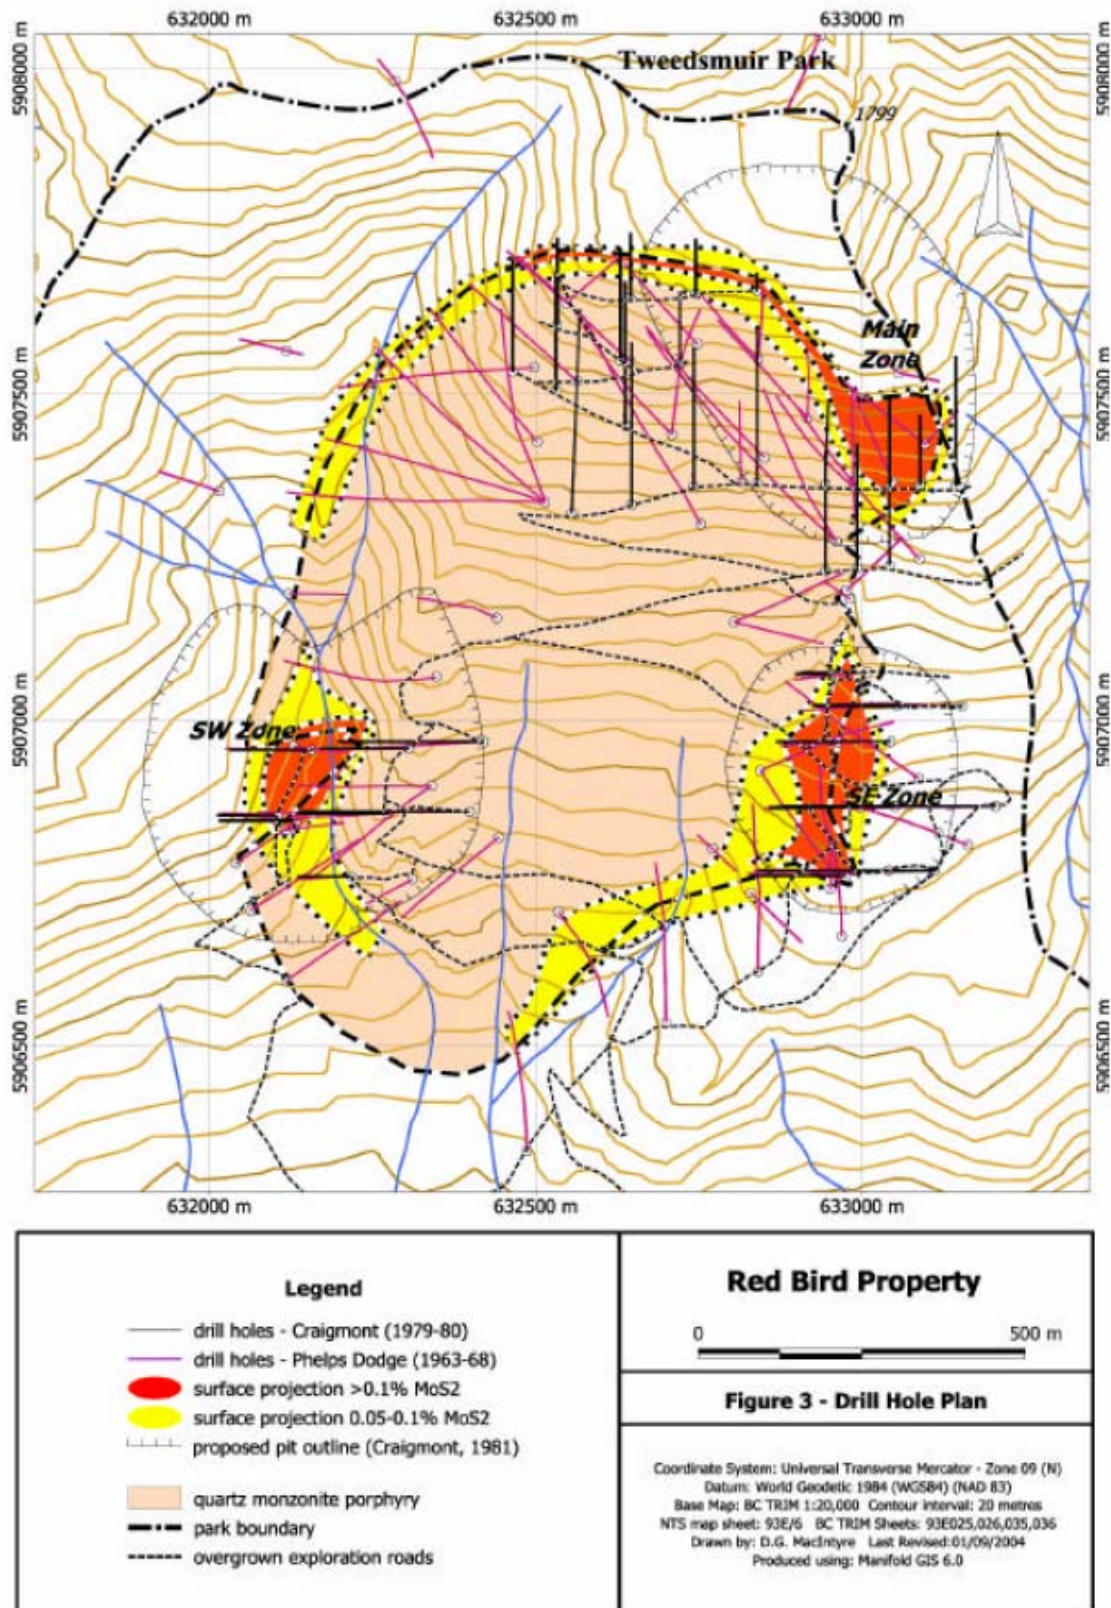 632000 m 632500 m 633000 m
5908000 m
5908000 m
Tweedsmuir Park
1799
Main
Zone
5907500 m
5907500 m
SW Zone
5907000 m
5907000 m
SE Zone
5906500 m
5906500 m
632000 m 632500 m 633000 m
Legend
drill holes - Craigmont (1979-80)
drill holes - Phelps Dodge (1963-68)
surface projection >0.1% MoS2
surface projection 0.05-0.1% MoS2
proposed pit outline (Craigmont, 1981)
quartz monzonite porphyry
park boundary
overgrown exploration roads
Red Bird Property
0 500 m
Figure 3 - Drill Hole Plan
Coordinate System: Universal Transverse Mercator - Zone 09 (N)
Datum: World Geodetic 1984 (WGS84) (NAD 83)
Base Map: BC TRIM 1:20,000 Contour interval: 20 metres
NTS map sheet: 93E/6 BC TRIM Sheets: 93E025,026,035,036
Drawn by: D.G. MacIntyre Last Revised:01/09/2004
Produced using: Manifold GIS 6.0